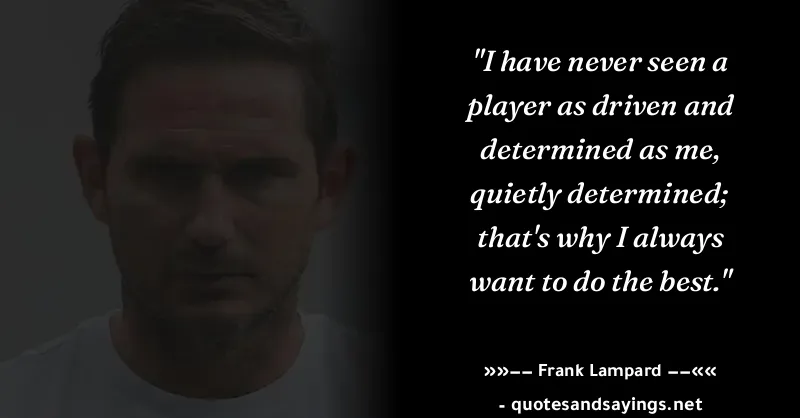 "I have never seen a
player as driven and
determined as me,
quietly determined;
that's why I always
want to do the best."
»»−− Frank Lampard −−««
- quotesandsayings.net